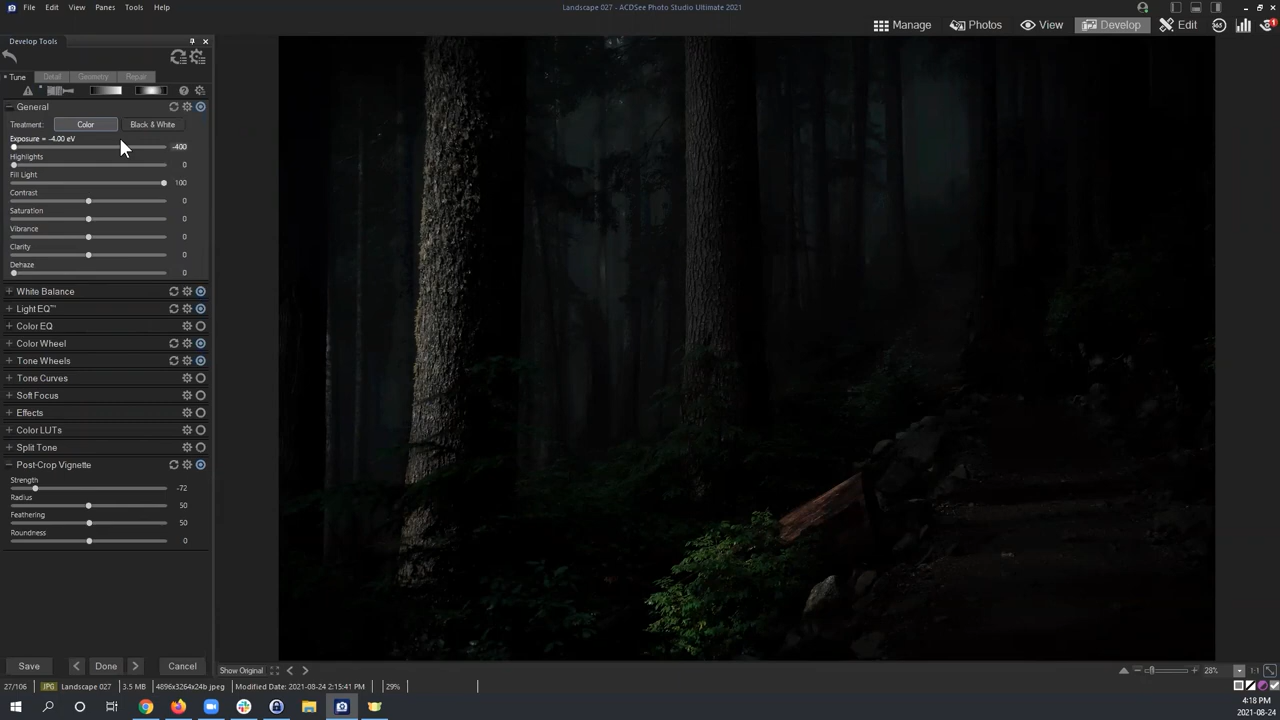 File Edit View Panes Tools Help
Landscape 027 - ACDSee Photo Studio Ultimate 2021
Manage Photos View Develop Edit 365 1
Develop Tools
Tune Detail Geometry Repair
General
Treatment: Color Black & White
Exposure = -4.00 eV
-400
Highlights
0
Fill Light
100
Contrast
0
Saturation
0
Vibrance
0
Clarity
0
Dehaze
0
White Balance
Light EQ™
Color EQ
Color Wheel
Tone Wheels
Tone Curves
Soft Focus
Effects
Color LUTs
Split Tone
Post-Crop Vignette
Strength
-72
Radius
50
Feathering
50
Roundness
0
Save Done Cancel
Show Original
28% 1:1
27/106 JPG Landscape 027 3.5 MB 4896x3264x24b jpeg Modified Date: 2021-08-24 2:15:41 PM 29%
4:18 PM
2021-08-24